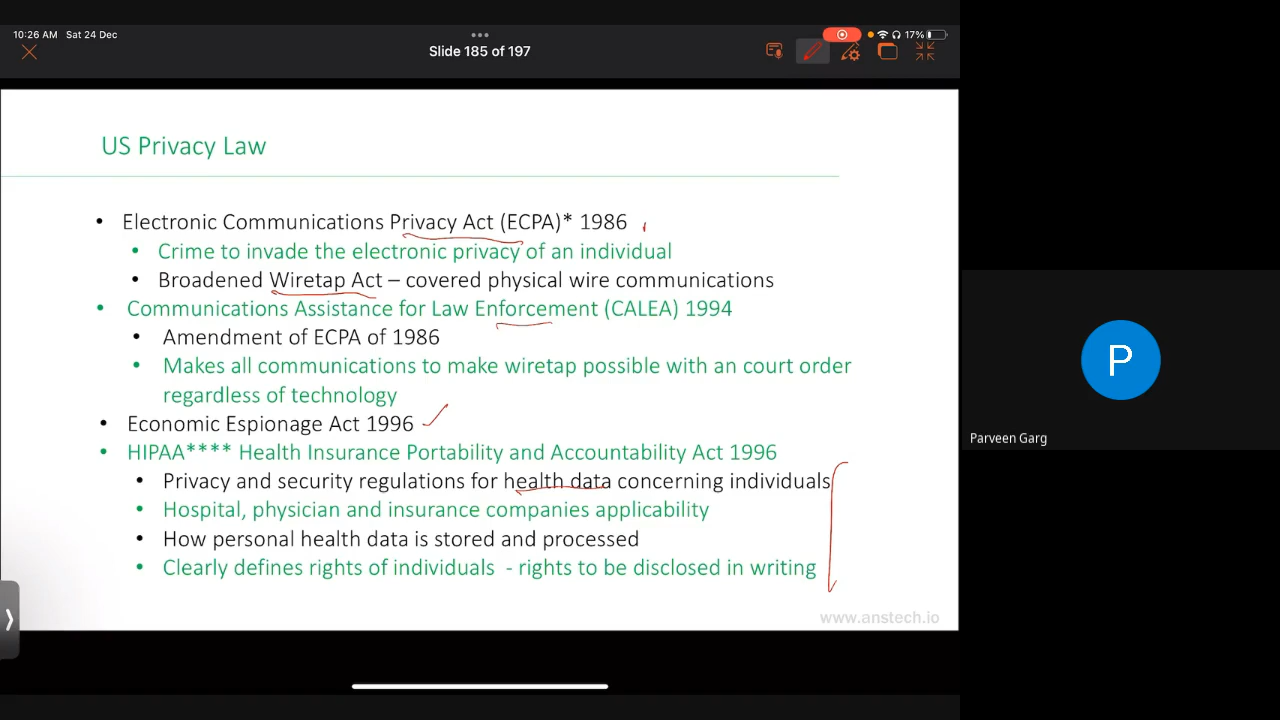 10:26 AM Sat 24 Dec
17%
Slide 185 of 197
US Privacy Law
• Electronic Communications Privacy Act (ECPA)* 1986
• Crime to invade the electronic privacy of an individual
• Broadened Wiretap Act – covered physical wire communications
• Communications Assistance for Law Enforcement (CALEA) 1994
• Amendment of ECPA of 1986
• Makes all communications to make wiretap possible with an court order
regardless of technology
• Economic Espionage Act 1996
• HIPAA**** Health Insurance Portability and Accountability Act 1996
• Privacy and security regulations for health data concerning individuals
• Hospital, physician and insurance companies applicability
• How personal health data is stored and processed
• Clearly defines rights of individuals - rights to be disclosed in writing
www.anstech.io
P
Parveen Garg